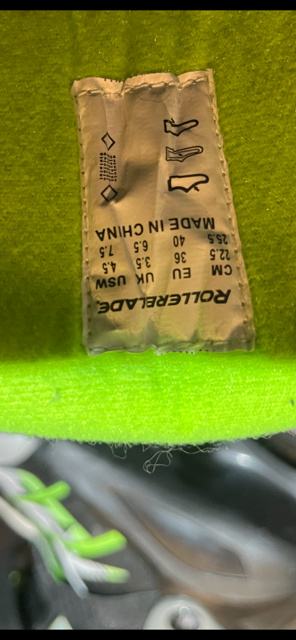 ROLLERBLADE.
CM EU UK USW
22.5 36 3.5 4.5
25.5 40 6.5 7.5
MADE IN CHINA